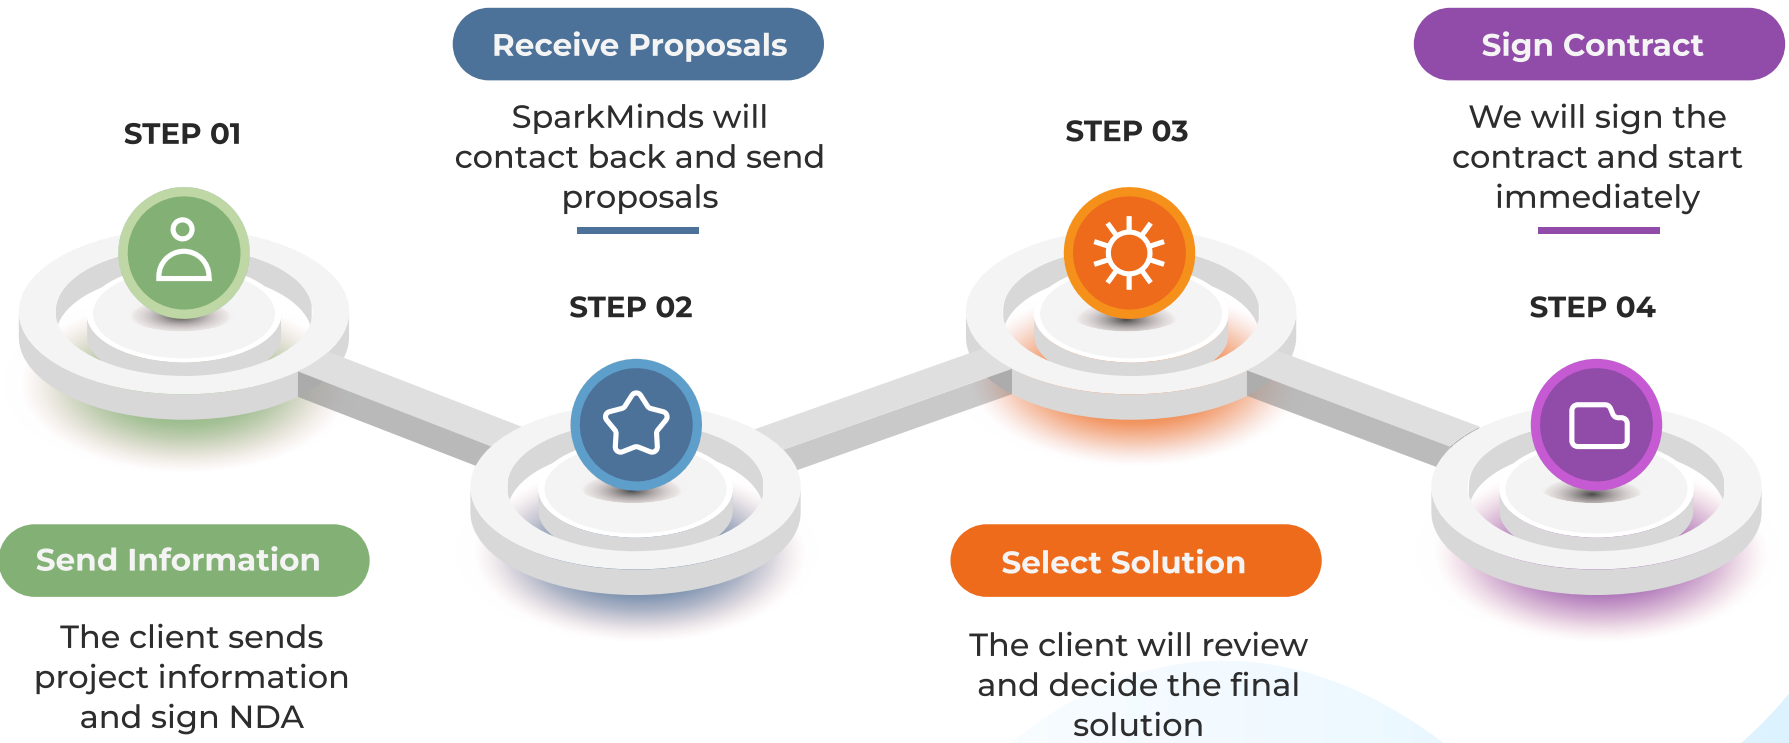 STEP 01
Send Information
The client sends
project information
and sign NDA
Receive Proposals
SparkMinds will
contact back and send
proposals
STEP 02
STEP 03
Select Solution
The client will review
and decide the final
solution
Sign Contract
We will sign the
contract and start
immediately
STEP 04